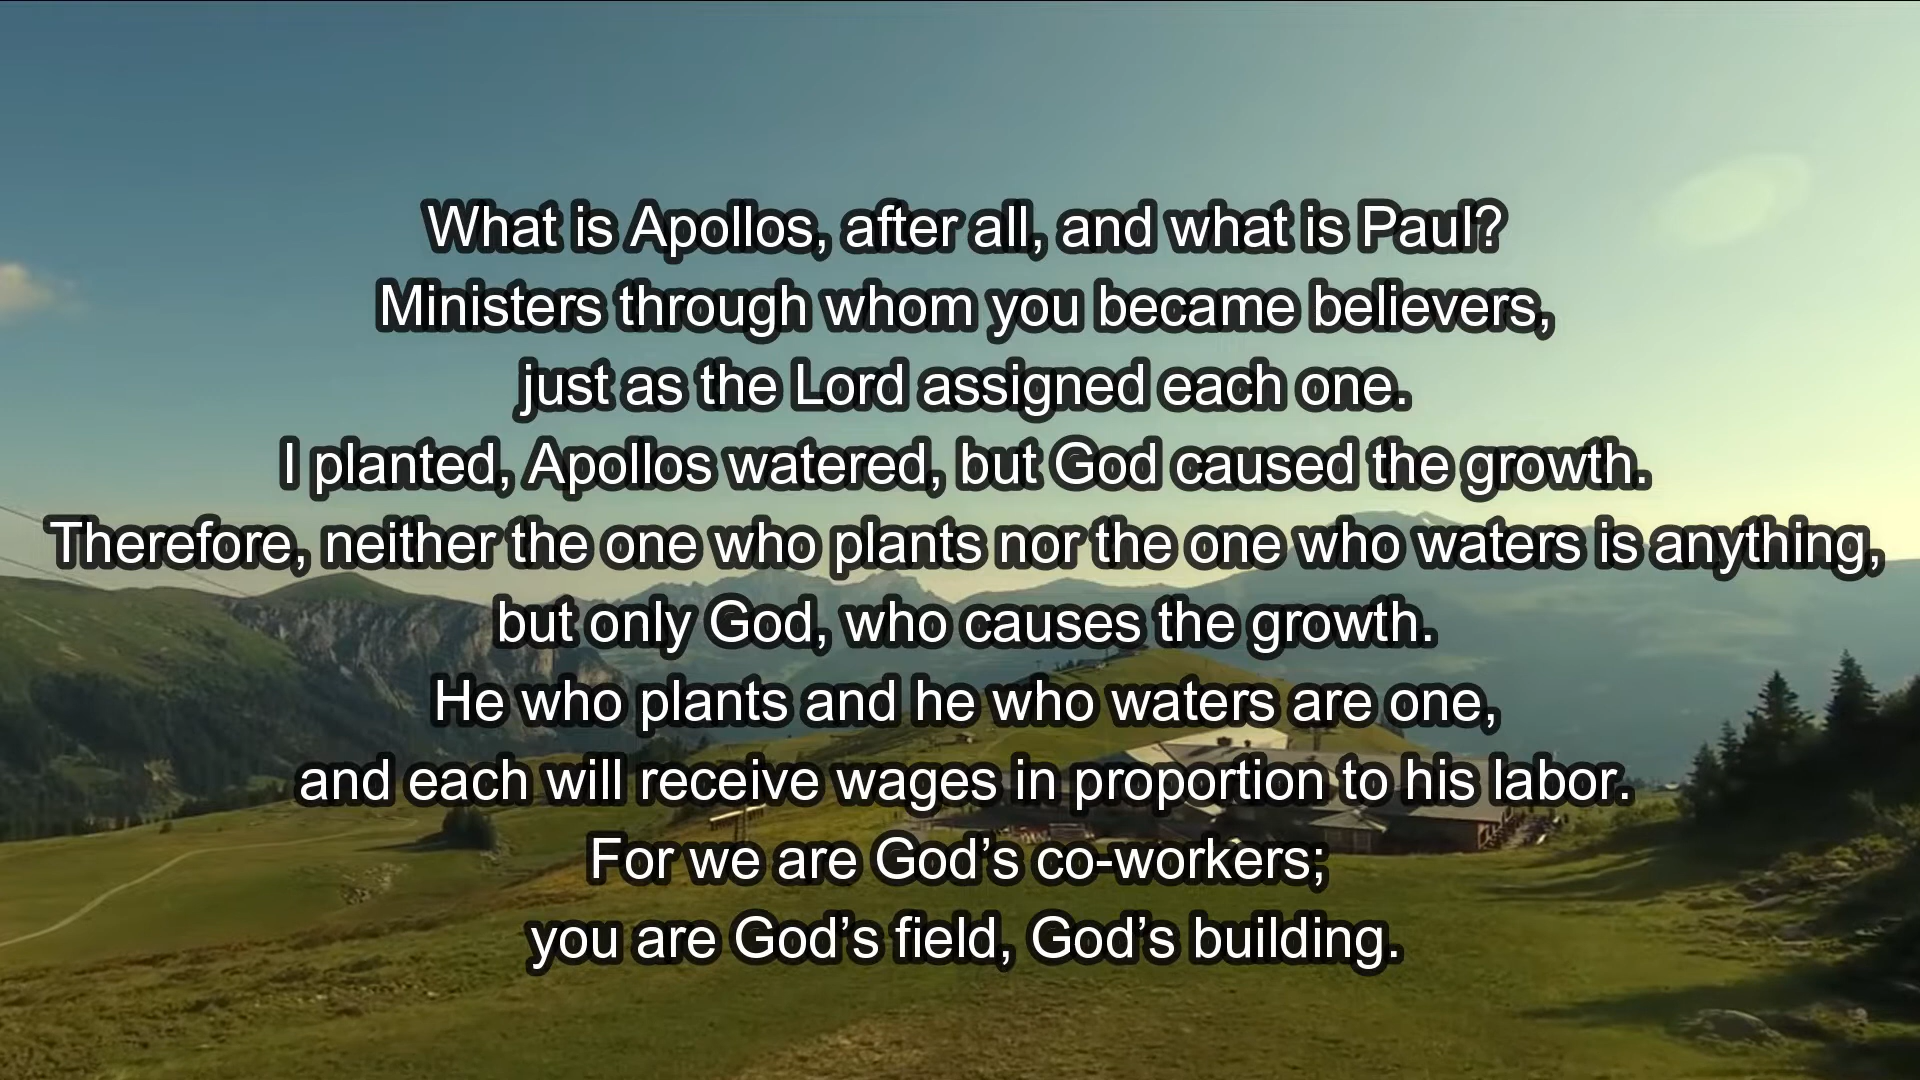 What is Apollos, after all, and what is Paul?
Ministers through whom you became believers,
just as the Lord assigned each one.
I planted, Apollos watered, but God caused the growth.
Therefore, neither the one who plants nor the one who waters is anything,
but only God, who causes the growth.
He who plants and he who waters are one,
and each will receive wages in proportion to his labor.
For we are God’s co-workers;
you are God’s field, God’s building.